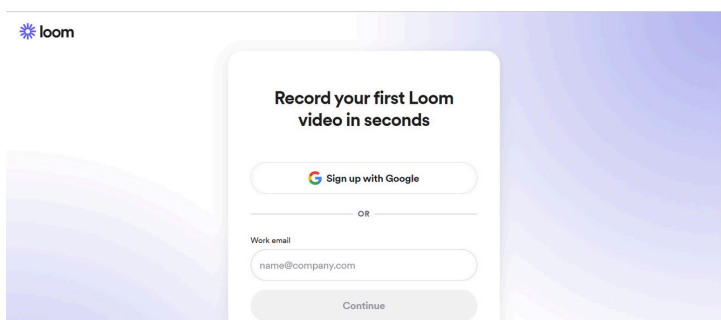 loom
Record your first Loom
video in seconds
Sign up with Google
OR
Work email
name@company.com
Continue